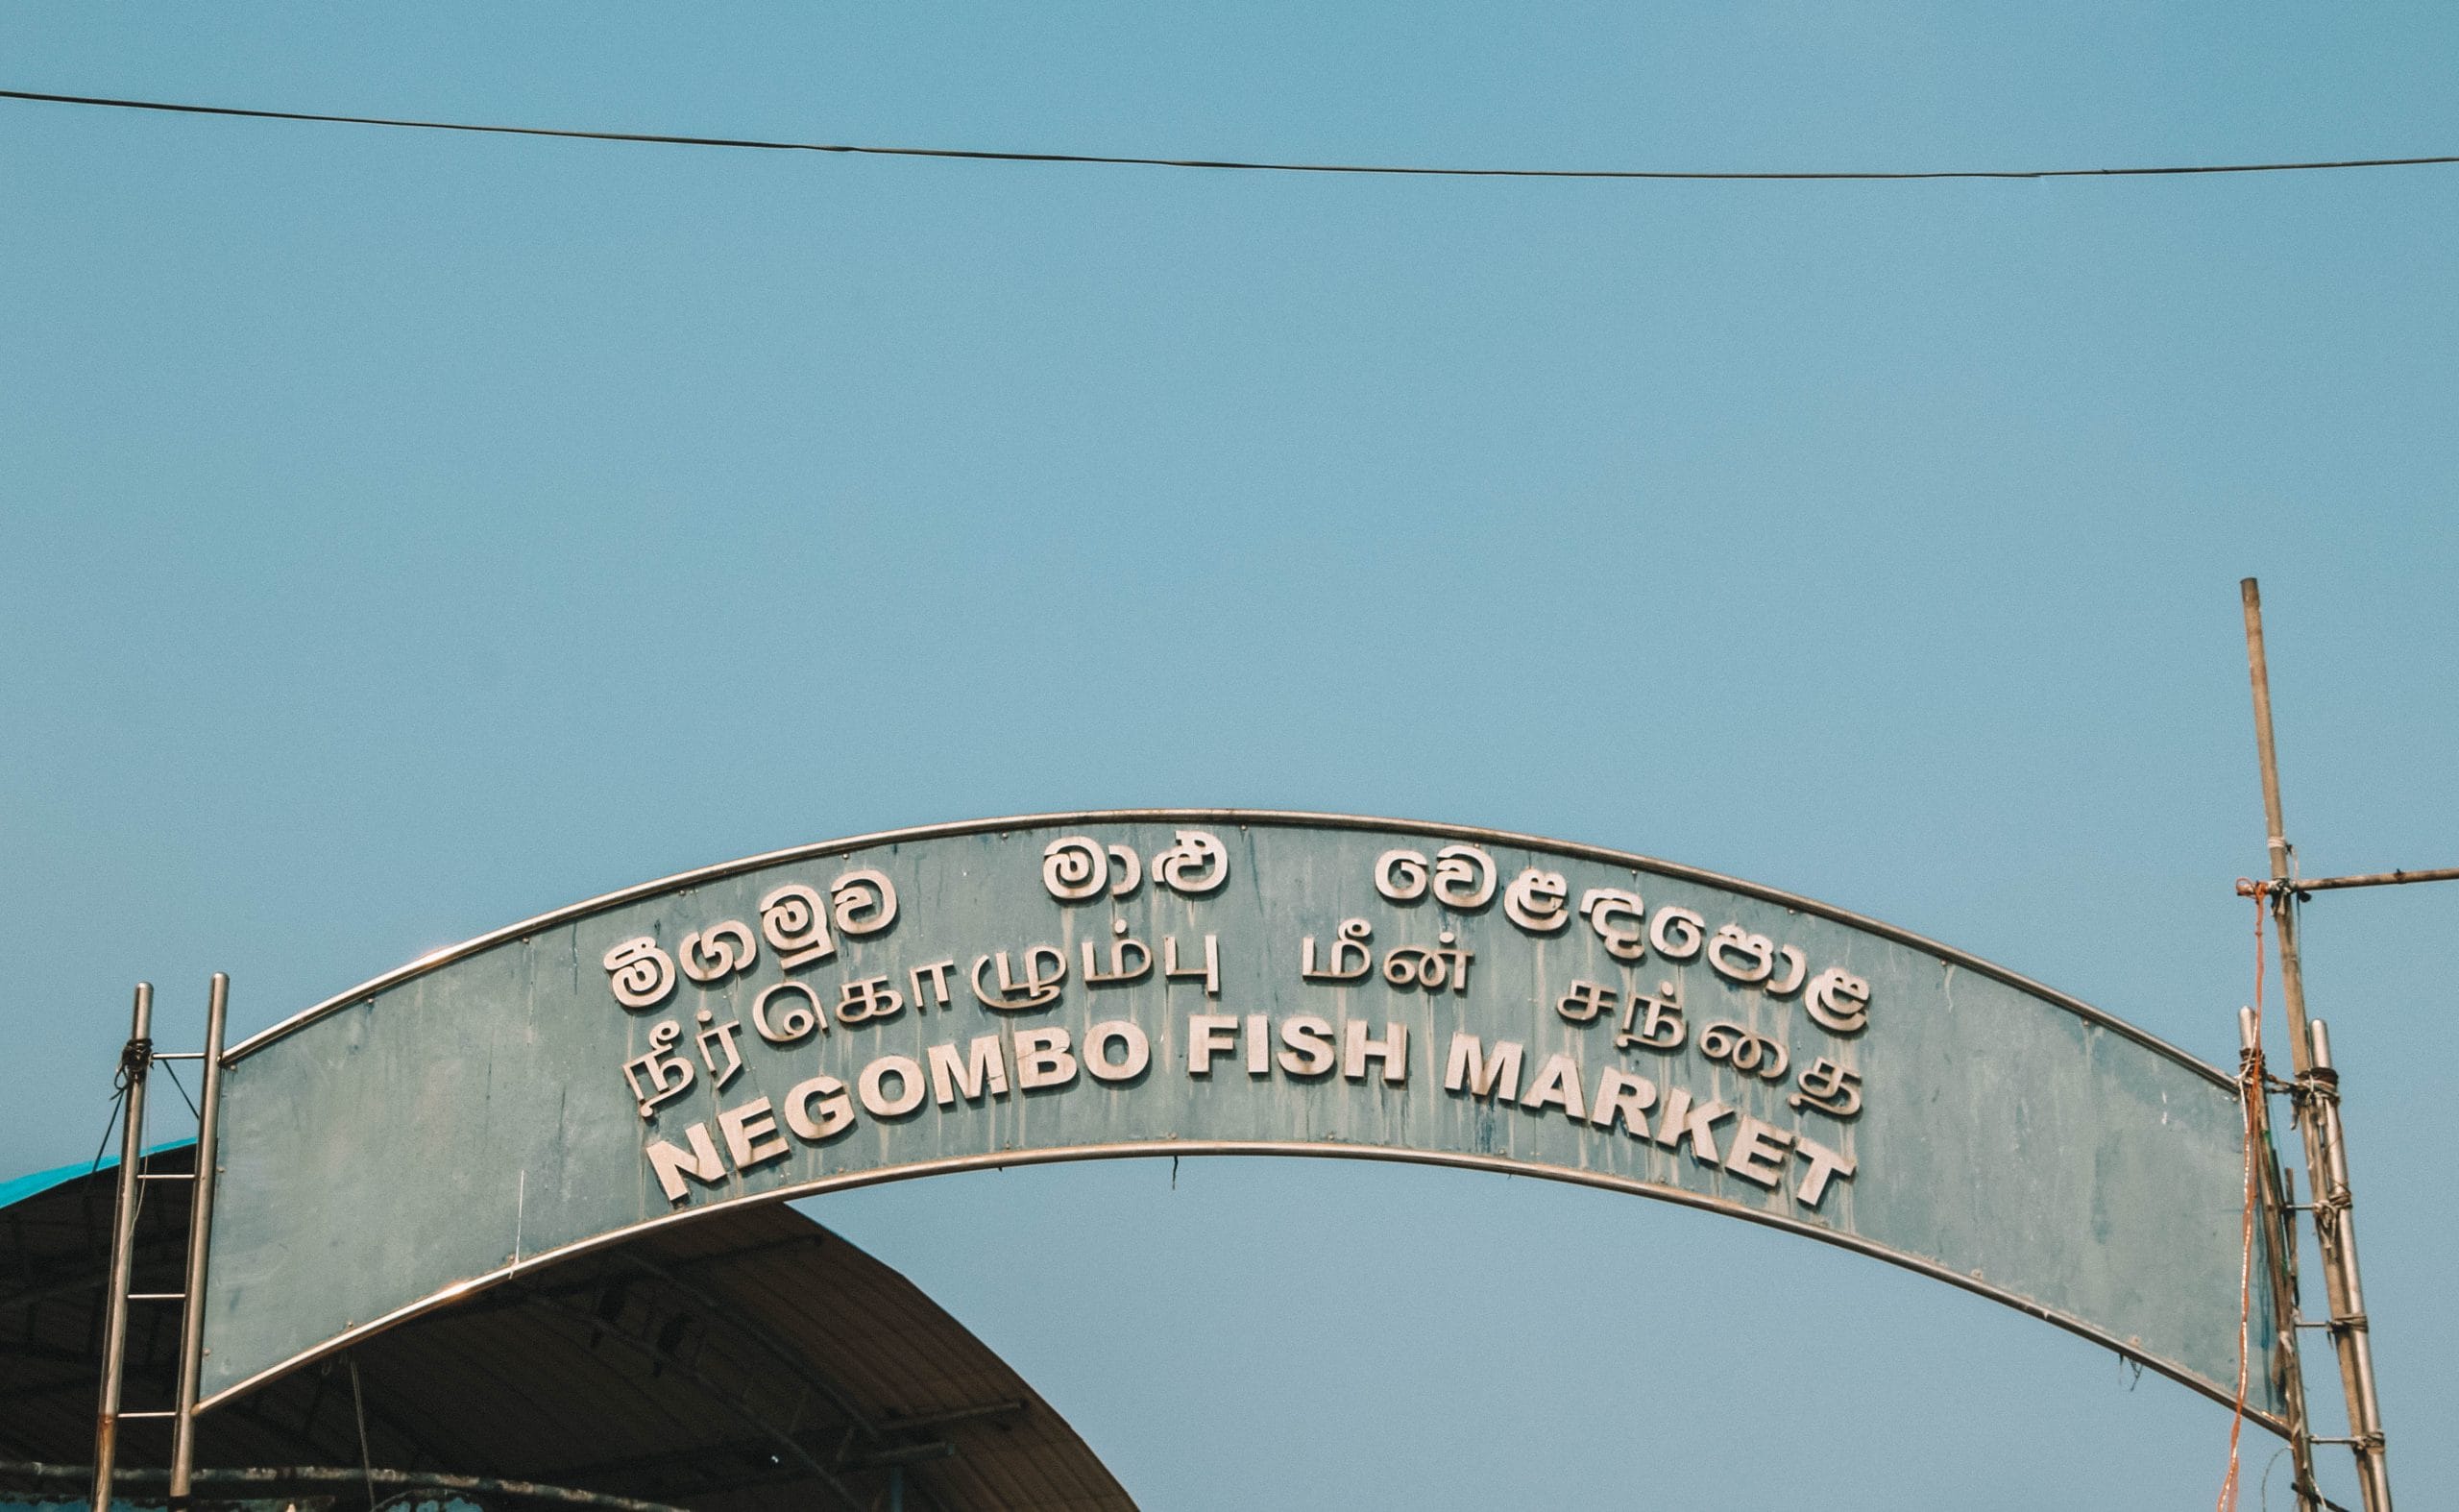 මීගමුව මාළු වෙළඳපොළ
நீர்கொழும்பு மீன் சந்தை
NEGOMBO FISH MARKET